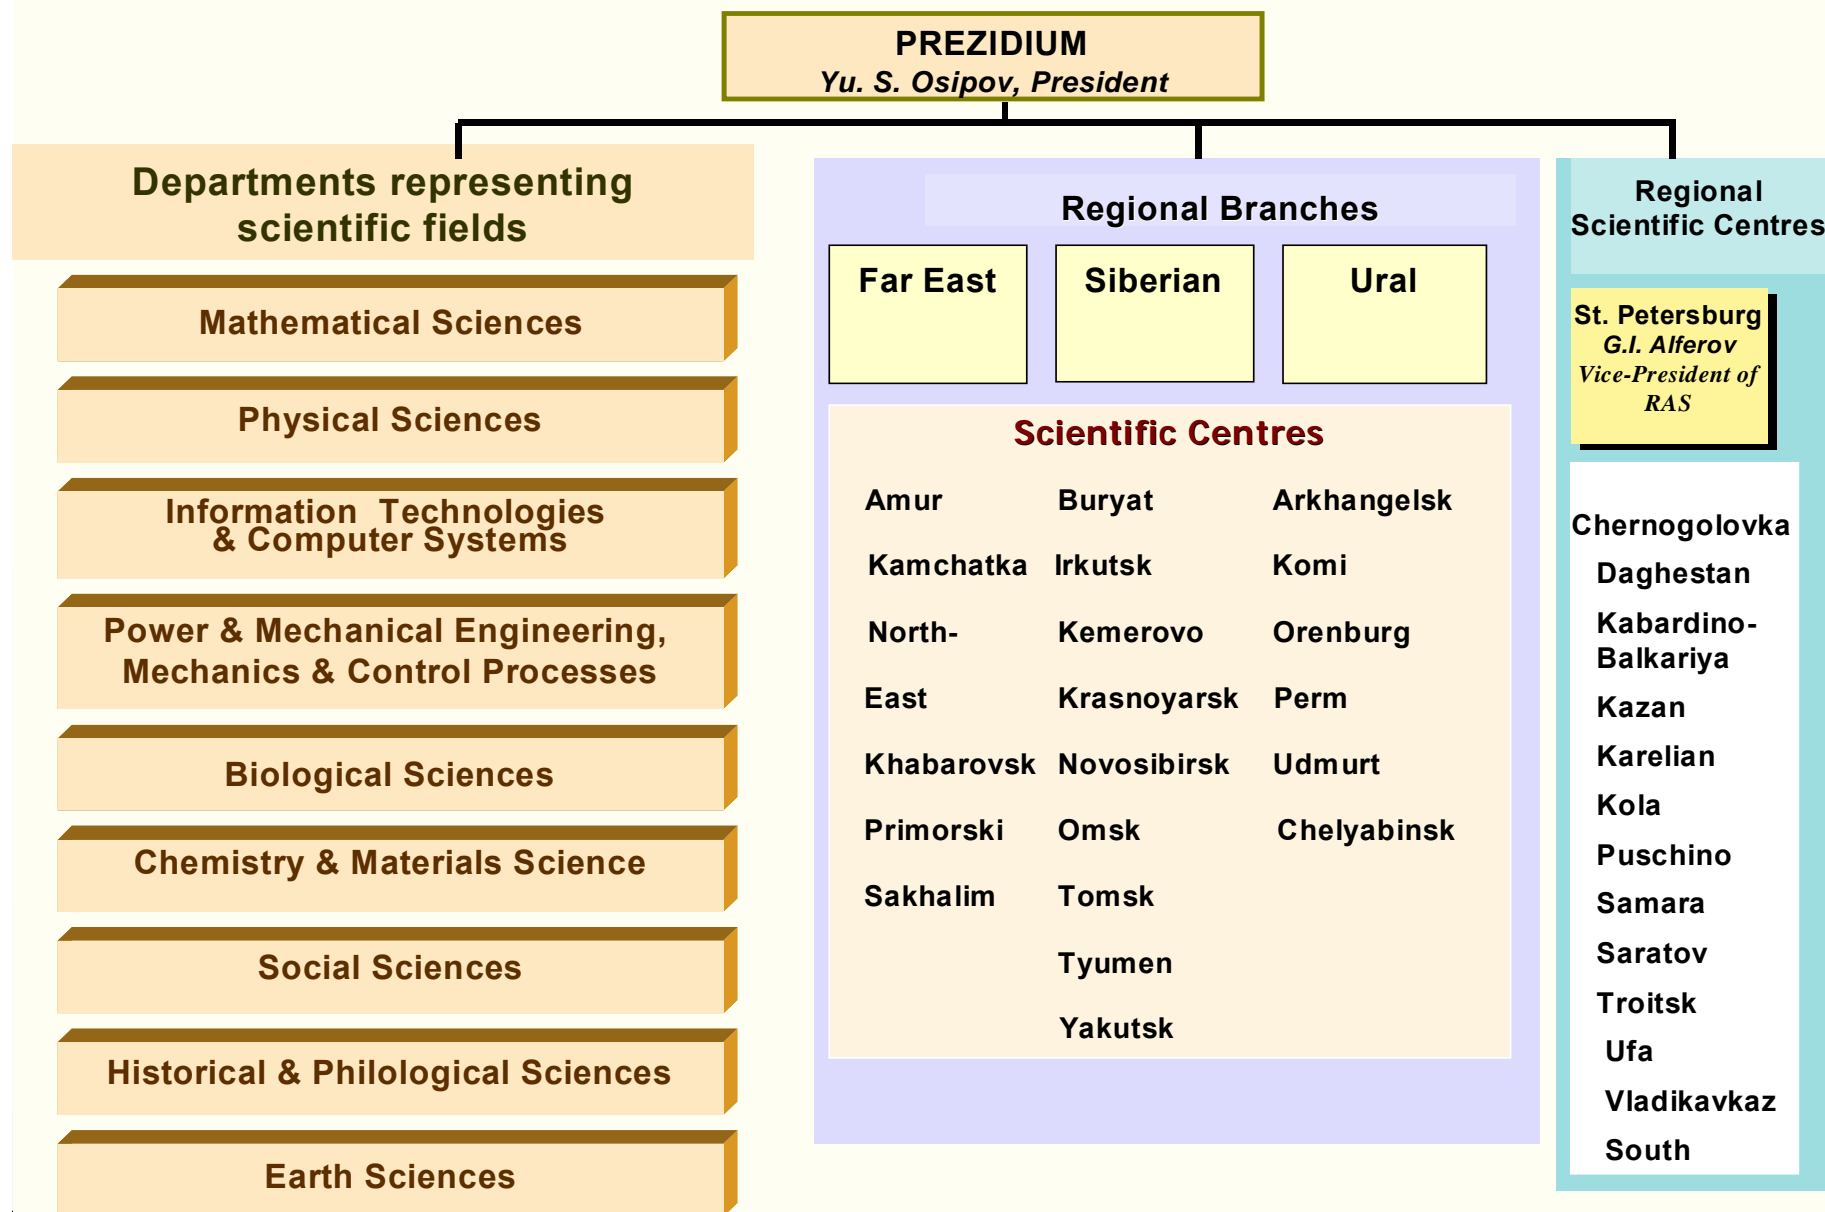 PREZIDIUM
Yu. S. Osipov, President
Departments representing
scientific fields
Mathematical Sciences
Physical Sciences
Information Technologies
& Computer Systems
Power & Mechanical Engineering,
Mechanics & Control Processes
Biological Sciences
Chemistry & Materials Science
Social Sciences
Historical & Philological Sciences
Earth Sciences
Regional Branches
Far East
Siberian
Ural
Scientific Centres
Amur
Kamchatka
North-
East
Khabarovsk
Primorski
Sakhalim
Buryat
Irkutsk
Kemerovo
Krasnoyarsk
Novosibirsk
Omsk
Tomsk
Tyumen
Yakutsk
Arkhangelsk
Komi
Orenburg
Perm
Udmurt
Chelyabinsk
Regional
Scientific Centres
St. Petersburg
G.I. Alferov
Vice-President of
RAS
Chernogolovka
Daghestan
Kabardino-
Balkariya
Kazan
Karelian
Kola
Puschino
Samara
Saratov
Troitsk
Ufa
Vladikavkaz
South